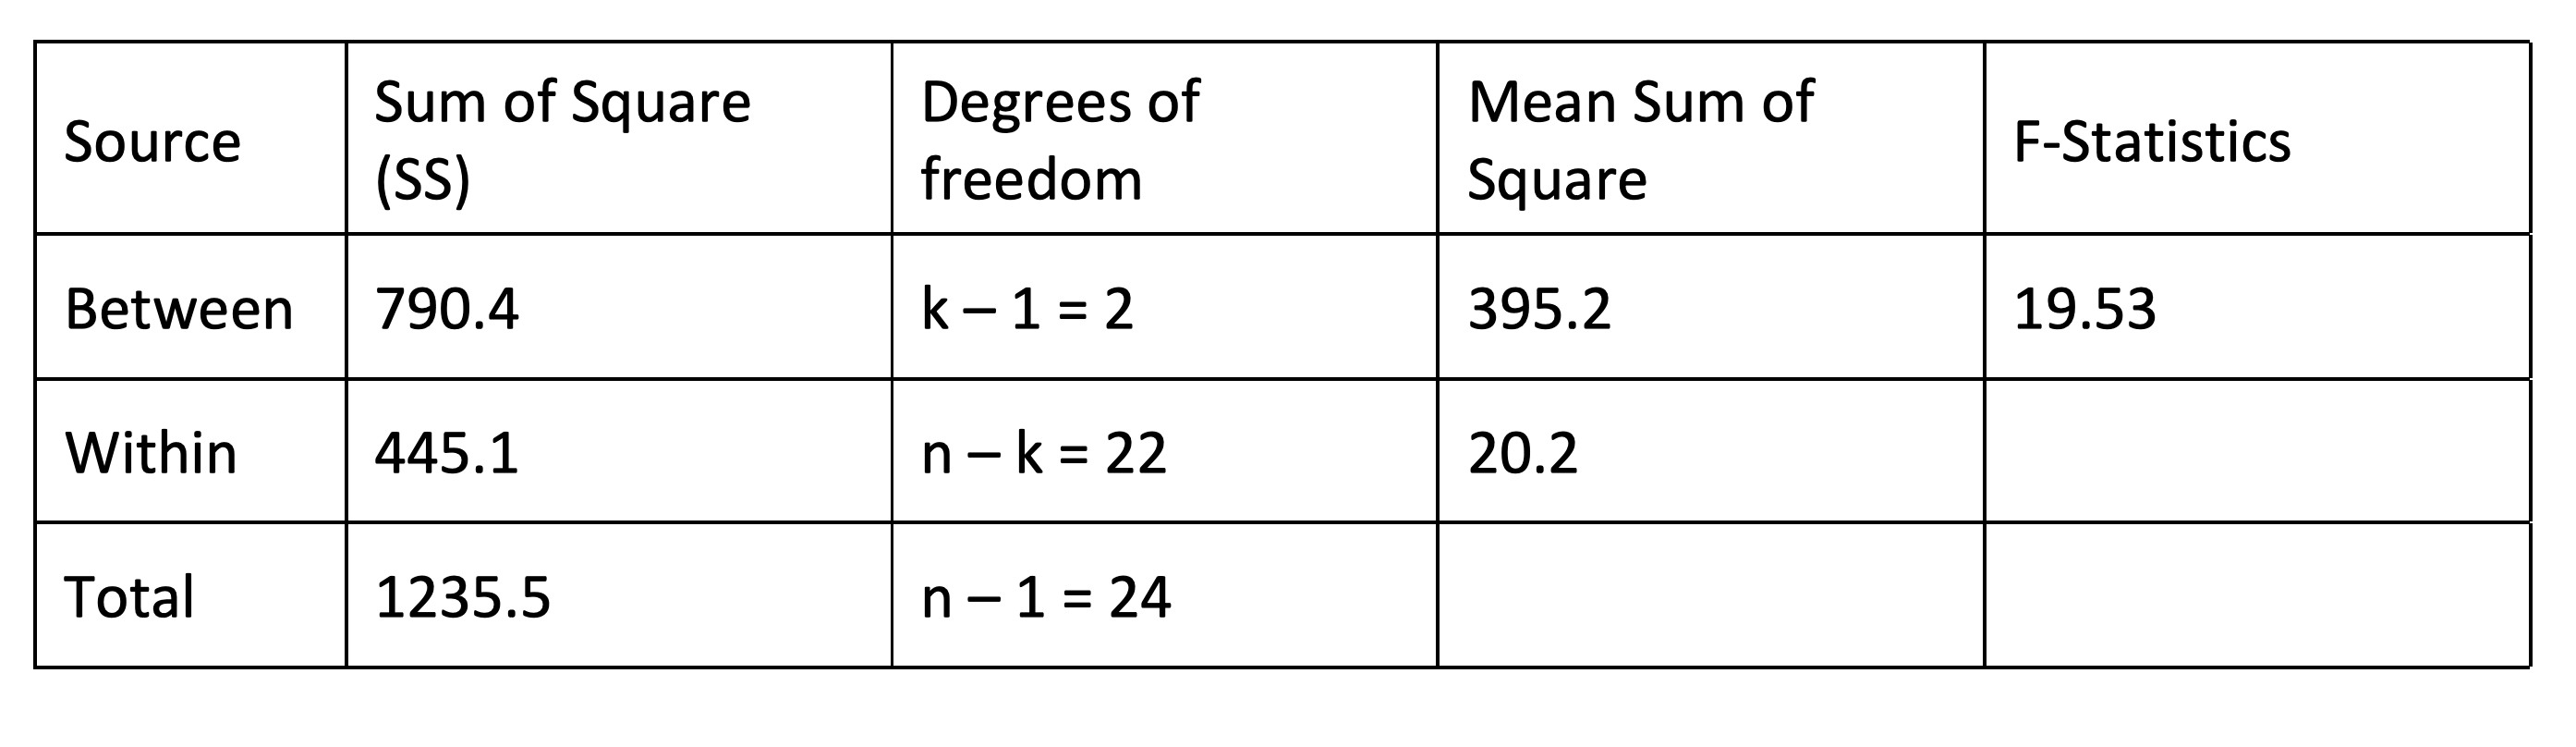 Source
Sum of Square
(SS)
Degrees of
freedom
Mean Sum of
Square
F-Statistics
Between
790.4
k – 1 = 2
395.2
19.53
Within
445.1
n – k = 22
20.2
Total
1235.5
n – 1 = 24